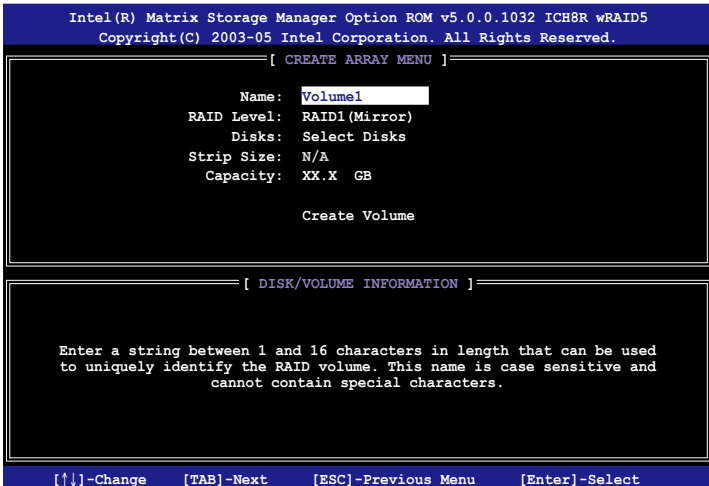 Intel(R) Matrix Storage Manager Option ROM v5.0.0.1032 ICH8R wRAID5
Copyright(C) 2003-05 Intel Corporation. All Rights Reserved.
[ CREATE ARRAY MENU ]
Name: Volume1
RAID Level: RAID1(Mirror)
Disks: Select Disks
Strip Size: N/A
Capacity: XX.X GB
Create Volume
[ DISK/VOLUME INFORMATION ]
Enter a string between 1 and 16 characters in length that can be used
to uniquely identify the RAID volume. This name is case sensitive and
cannot contain special characters.
[↑↓]-Change [TAB]-Next [ESC]-Previous Menu [Enter]-Select